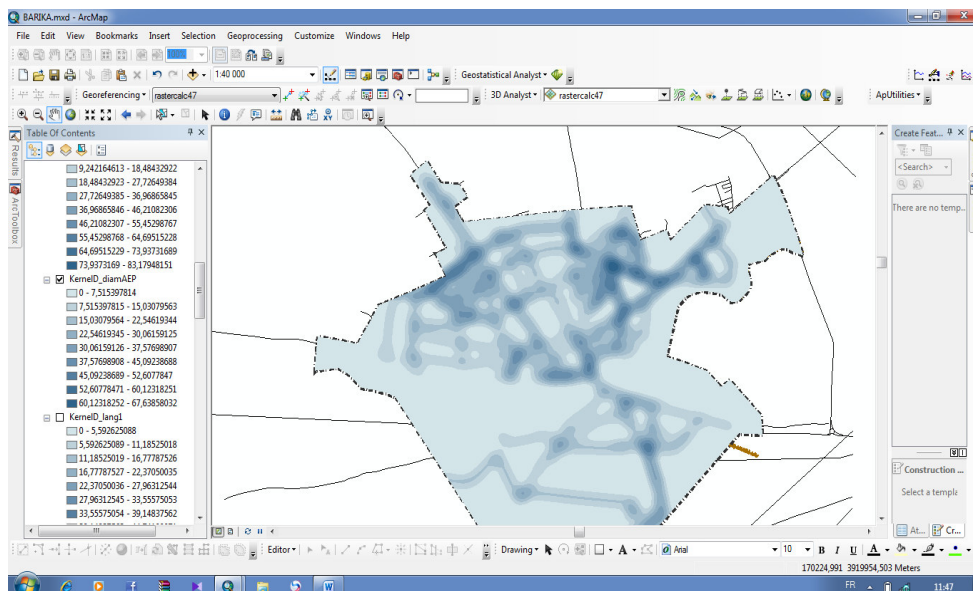 BARIKA.mxd - ArcMap
File Edit View Bookmarks Insert Selection Geoprocessing Customize Windows Help
1:40 000 Geostatistical Analyst
Georeferencing rastercalc47 3D Analyst rastercalc47 ApUtilities
Table Of Contents
Results
ArcToolbox
9,242164613 - 18,48432922
18,48432923 - 27,72649384
27,72649385 - 36,96865845
36,96865846 - 46,21082306
46,21082307 - 55,45298767
55,45298768 - 64,69515228
64,69515229 - 73,93731689
73,9373169 - 83,17948151
KernelD_diamAEP
0 - 7,515397814
7,515397815 - 15,03079563
15,03079564 - 22,54619344
22,54619345 - 30,06159125
30,06159126 - 37,57698907
37,57698908 - 45,09238688
45,09238689 - 52,6077847
52,60778471 - 60,12318251
60,12318252 - 67,63858032
KernelD_lang1
0 - 5,592625088
5,592625089 - 11,18525018
11,18525019 - 16,77787526
16,77787527 - 22,37050035
22,37050036 - 27,96312544
27,96312545 - 33,55575053
33,55575054 - 39,14837562
Create Feat...
<Search>
There are no temp...
Construction ...
Select a templa
At... Cr...
Editor Drawing A Arial 10 B I U A
170224,991 3919954,503 Meters
FR 11:47